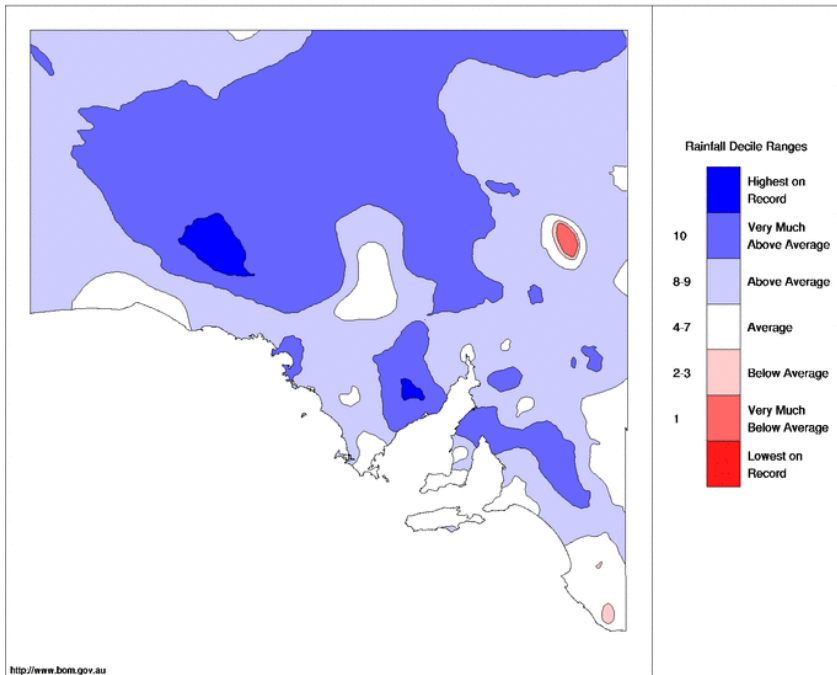 Rainfall Decile Ranges
Highest on
Record
10
Very Much
Above Average
8-9
Above Average
4-7
Average
2-3
Below Average
1
Very Much
Below Average
Lowest on
Record
http://www.bom.gov.au